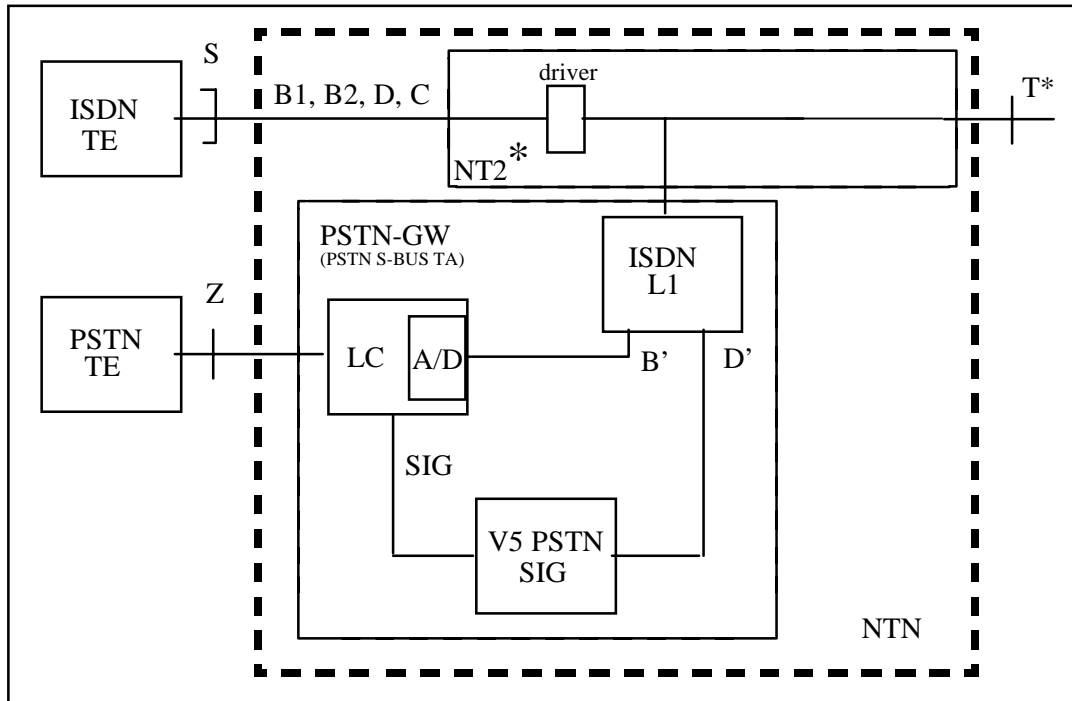 S
driver
T*
ISDN
TE
B1, B2, D, C
NT2*
PSTN-GW
(PSTN S-BUS TA)
ISDN
L1
Z
PSTN
TE
LC
A/D
B’
D’
SIG
V5 PSTN
SIG
NTN